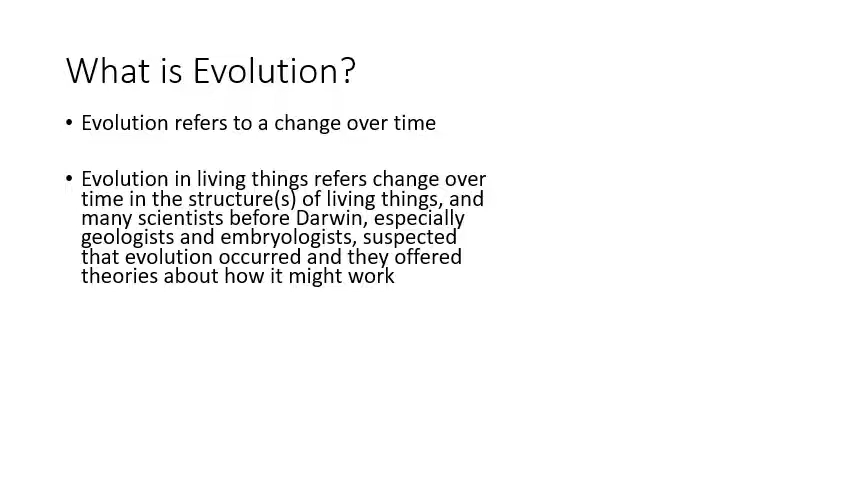 What is Evolution?
• Evolution refers to a change over time
• Evolution in living things refers change over
time in the structure(s) of living things, and
many scientists before Darwin, especially
geologists and embryologists, suspected
that evolution occurred and they offered
theories about how it might work